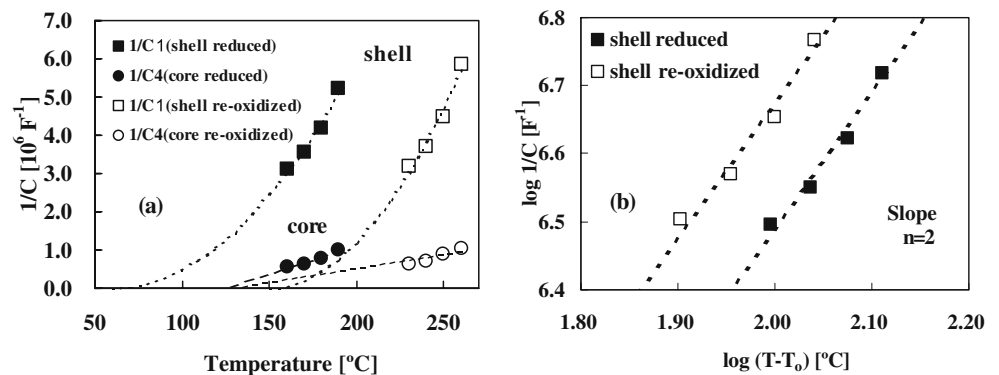 7.0
6.0
5.0
4.0
3.0
2.0
1.0
0.0
1/C [10⁶ F⁻¹]
1/C1(shell reduced)
1/C4(core reduced)
1/C1(shell re-oxidized)
1/C4(core re-oxidized)
shell
(a)
core
50 100 150 200 250
Temperature [ºC]
6.8
6.7
6.6
6.5
6.4
log 1/C [F⁻¹]
shell reduced
shell re-oxidized
(b)
Slope
n=2
1.80 1.90 2.00 2.10 2.20
log (T-Tₒ) [ºC]